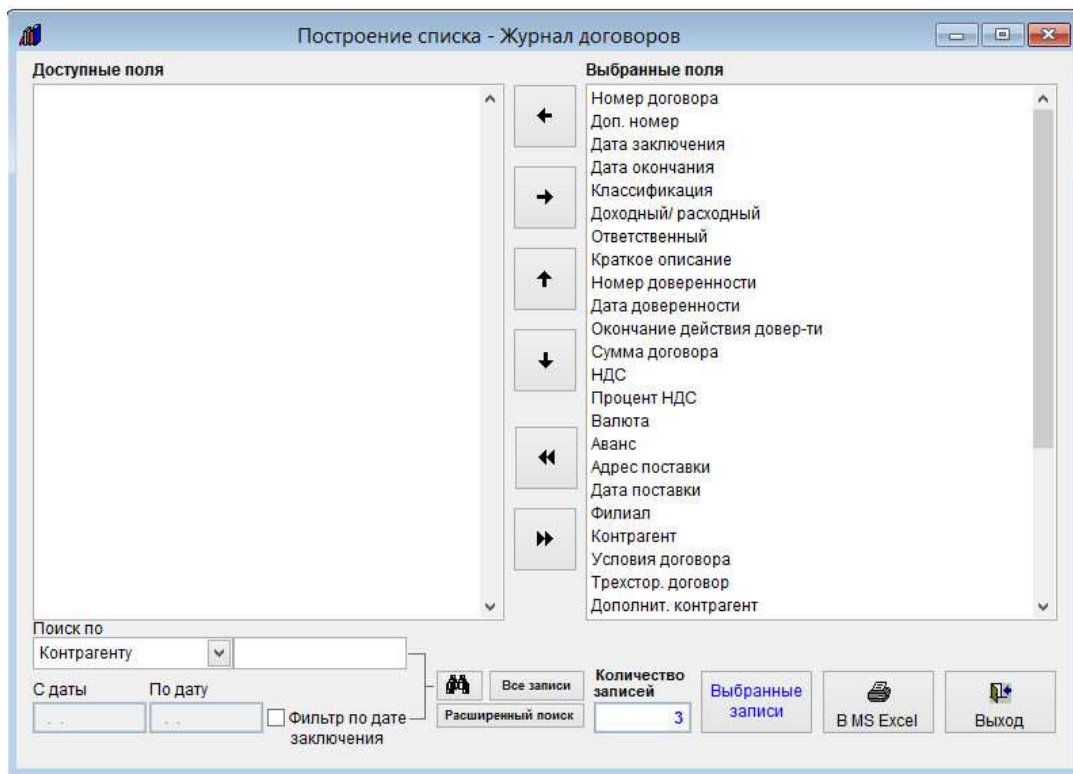 Построение списка - Журнал договоров
Доступные поля
Выбранные поля
Номер договора
Доп. номер
Дата заключения
Дата окончания
Классификация
Доходный/ расходный
Ответственный
Краткое описание
Номер доверенности
Дата доверенности
Окончание действия довер-ти
Сумма договора
НДС
Процент НДС
Валюта
Аванс
Адрес поставки
Дата поставки
Филиал
Контрагент
Условия договора
Трехстор. договор
Дополнит. контрагент
Поиск по
Контрагенту
С даты
По дату
Фильтр по дате
заключения
Все записи
Расширенный поиск
Количество
записей
3
Выбранные
записи
В MS Excel
Выход